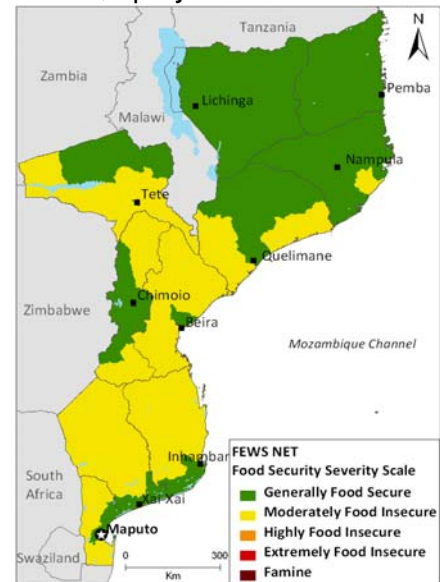 Tanzania
N
Zambia
Malawi
Lichinga
Pemba
Nampula
Tete
Quelimane
Zimbabwe
Chimoio
Beira
Mozambique Channel
Inhambar
South
Africa
Xai Xai
Maputo
Swaziland
0 300
Km
FEWS NET
Food Security Severity Scale
Generally Food Secure
Moderately Food Insecure
Highly Food Insecure
Extremely Food Insecure
Famine